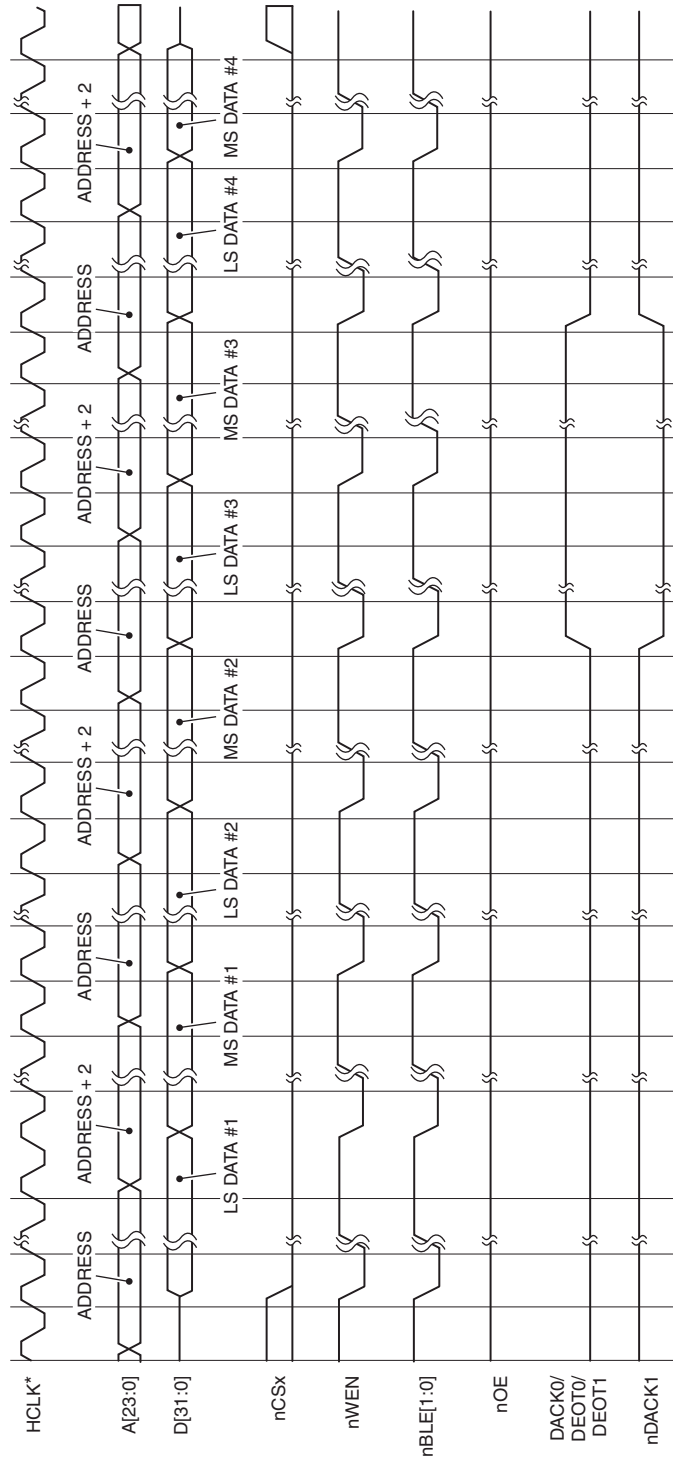 HCLK*
ADDRESS
ADDRESS + 2
ADDRESS
ADDRESS + 2
ADDRESS
ADDRESS + 2
ADDRESS
ADDRESS + 2
A[23:0]
D[31:0]
LS DATA #1
MS DATA #1
LS DATA #2
MS DATA #2
LS DATA #3
MS DATA #3
LS DATA #4
MS DATA #4
nCSx
nWEN
nBLE[1:0]
nOE
DACK0/
DEOT0/
DEOT1
nDACK1